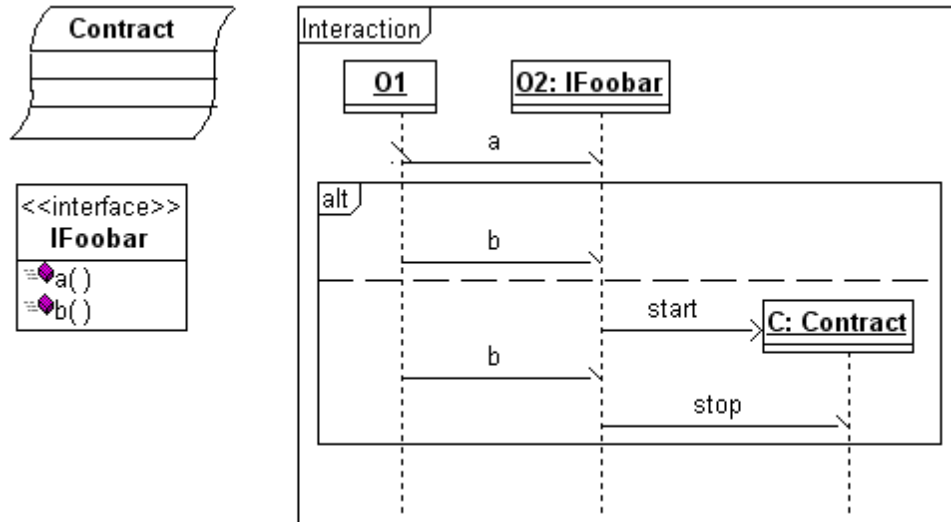 Contract
<<interface>>
IFoobar
a( )
b( )
Interaction
O1
O2: IFoobar
a
alt
b
start
C: Contract
b
stop